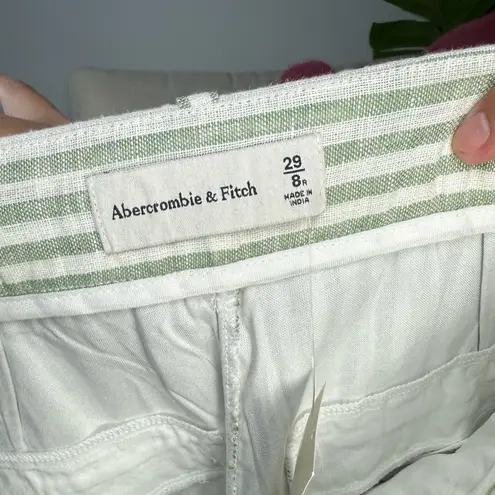 Abercrombie & Fitch
29
8R
MADE IN
INDIA